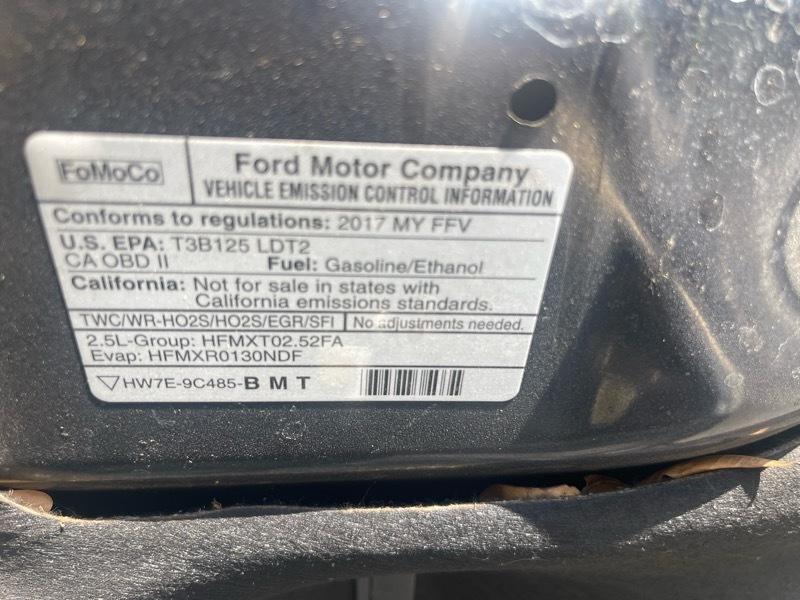 FoMoCo
Ford Motor Company
VEHICLE EMISSION CONTROL INFORMATION
Conforms to regulations: 2017 MY FFV
U.S. EPA: T3B125 LDT2
CA OBD II Fuel: Gasoline/Ethanol
California: Not for sale in states with
California emissions standards.
TWC/WR-HO2S/HO2S/EGR/SFI No adjustments needed.
2.5L-Group: HFMXT02.52FA
Evap: HFMXR0130NDF
HW7E-9C485-B M T